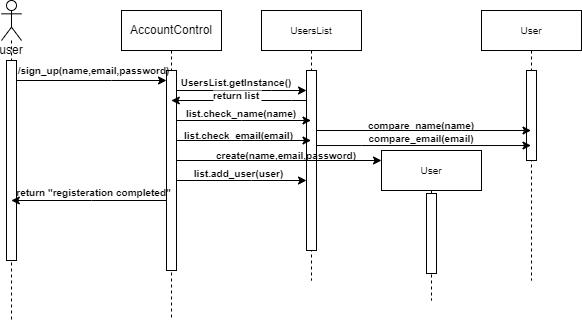 AccountControl
UsersList
User
user
/sign_up(name,email,password)
UsersList.getInstance()
return list
list.check_name(name)
compare_name(name)
list.check_email(email)
compare_email(email)
create(name,email,password)
User
list.add_user(user)
return "registeration completed"